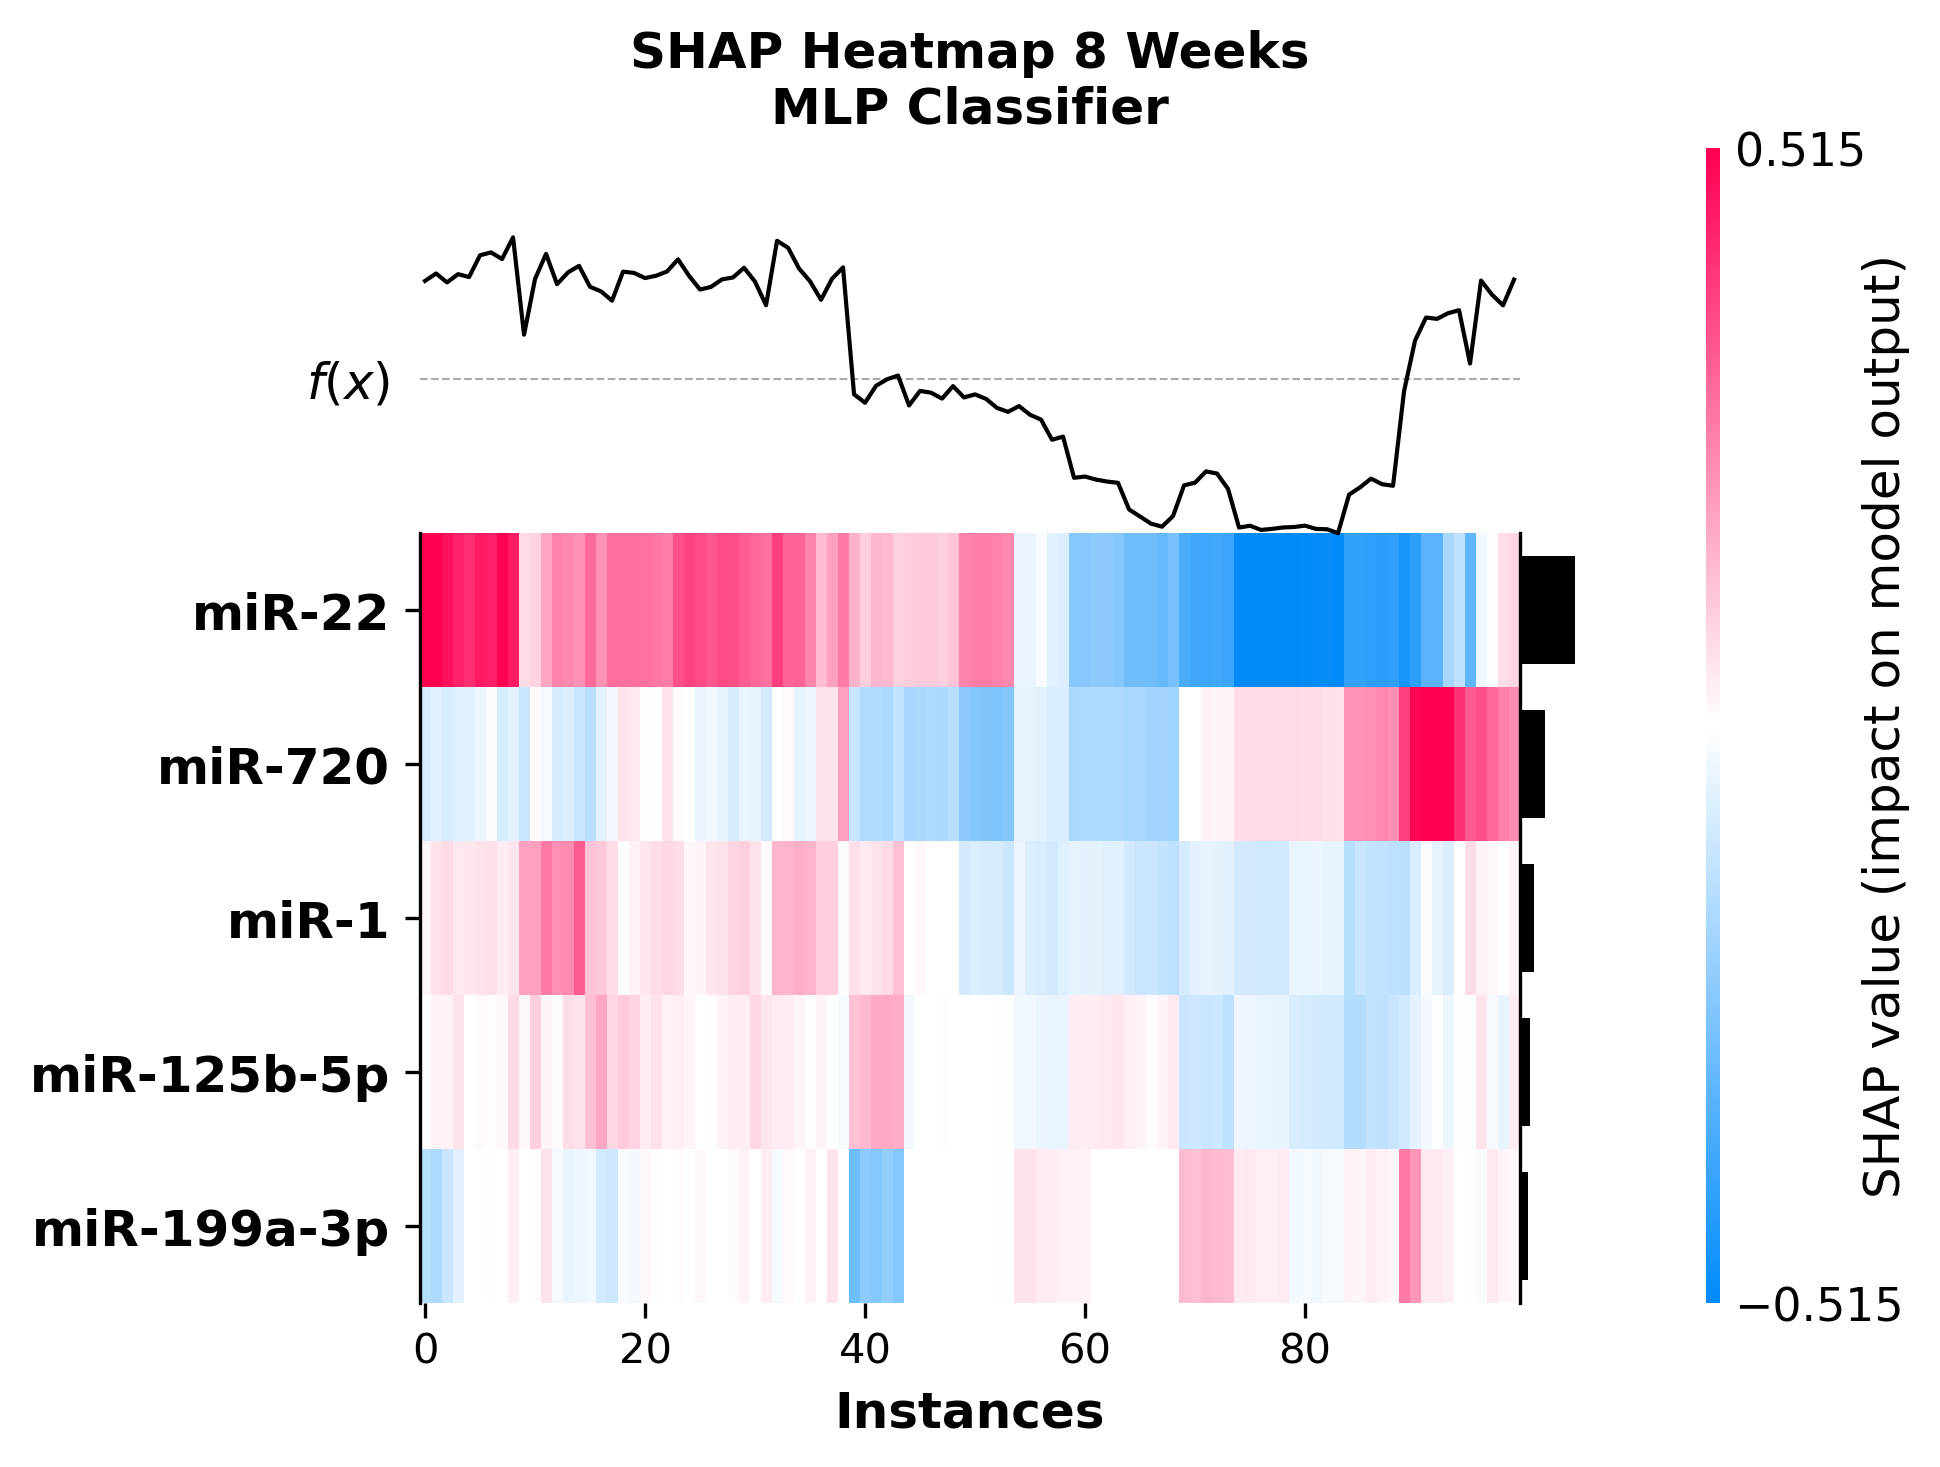 SHAP Heatmap 8 Weeks
MLP Classifier
0.515
f(x)
miR-22
miR-720
miR-1
miR-125b-5p
miR-199a-3p
−0.515
0 20 40 60 80
Instances
SHAP value (impact on model output)